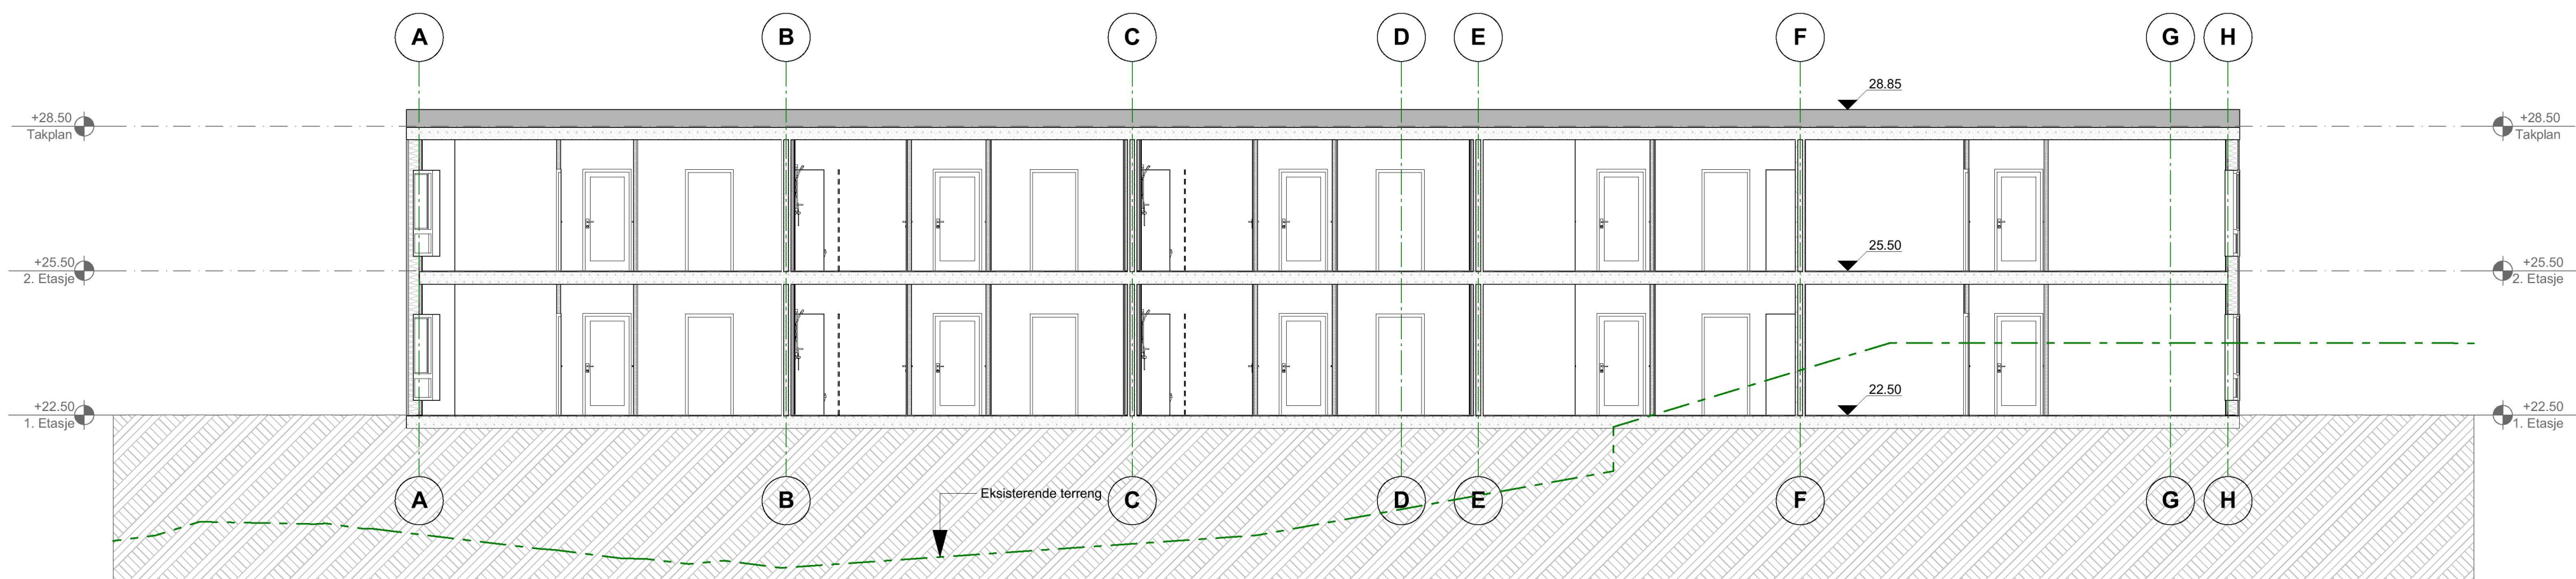 A B C D E F G H
28.85
+28.50
Takplan
+28.50
Takplan
25.50
+25.50
2. Etasje
+25.50
2. Etasje
22.50
+22.50
1. Etasje
+22.50
1. Etasje
Eksisterende terreng
A B C D E F G H